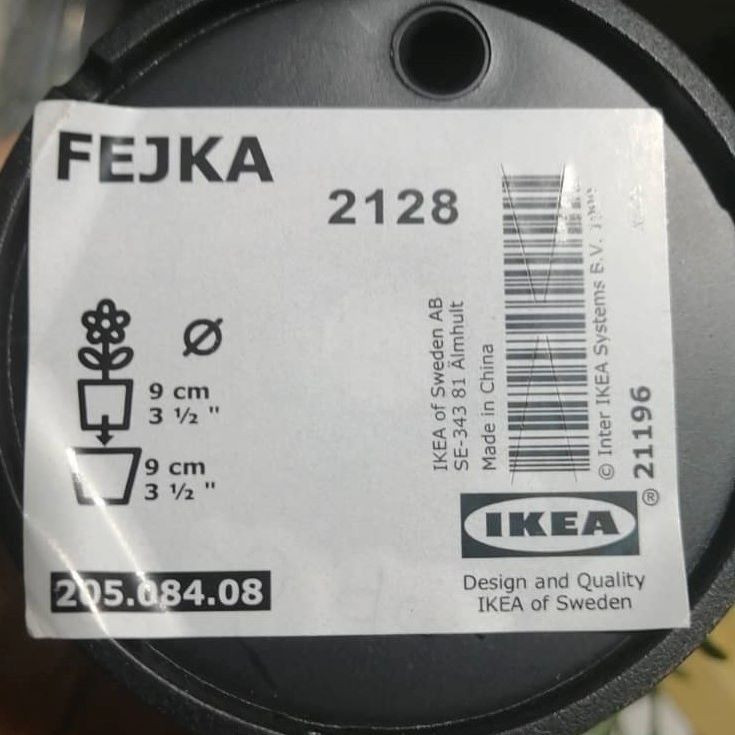 FEJKA
2128
Ø
9 cm
3 ½ "
9 cm
3 ½ "
205.084.08
IKEA of Sweden AB
SE-343 81 Älmhult
Made in China
© Inter IKEA Systems B.V.
21196
IKEA®
Design and Quality
IKEA of Sweden